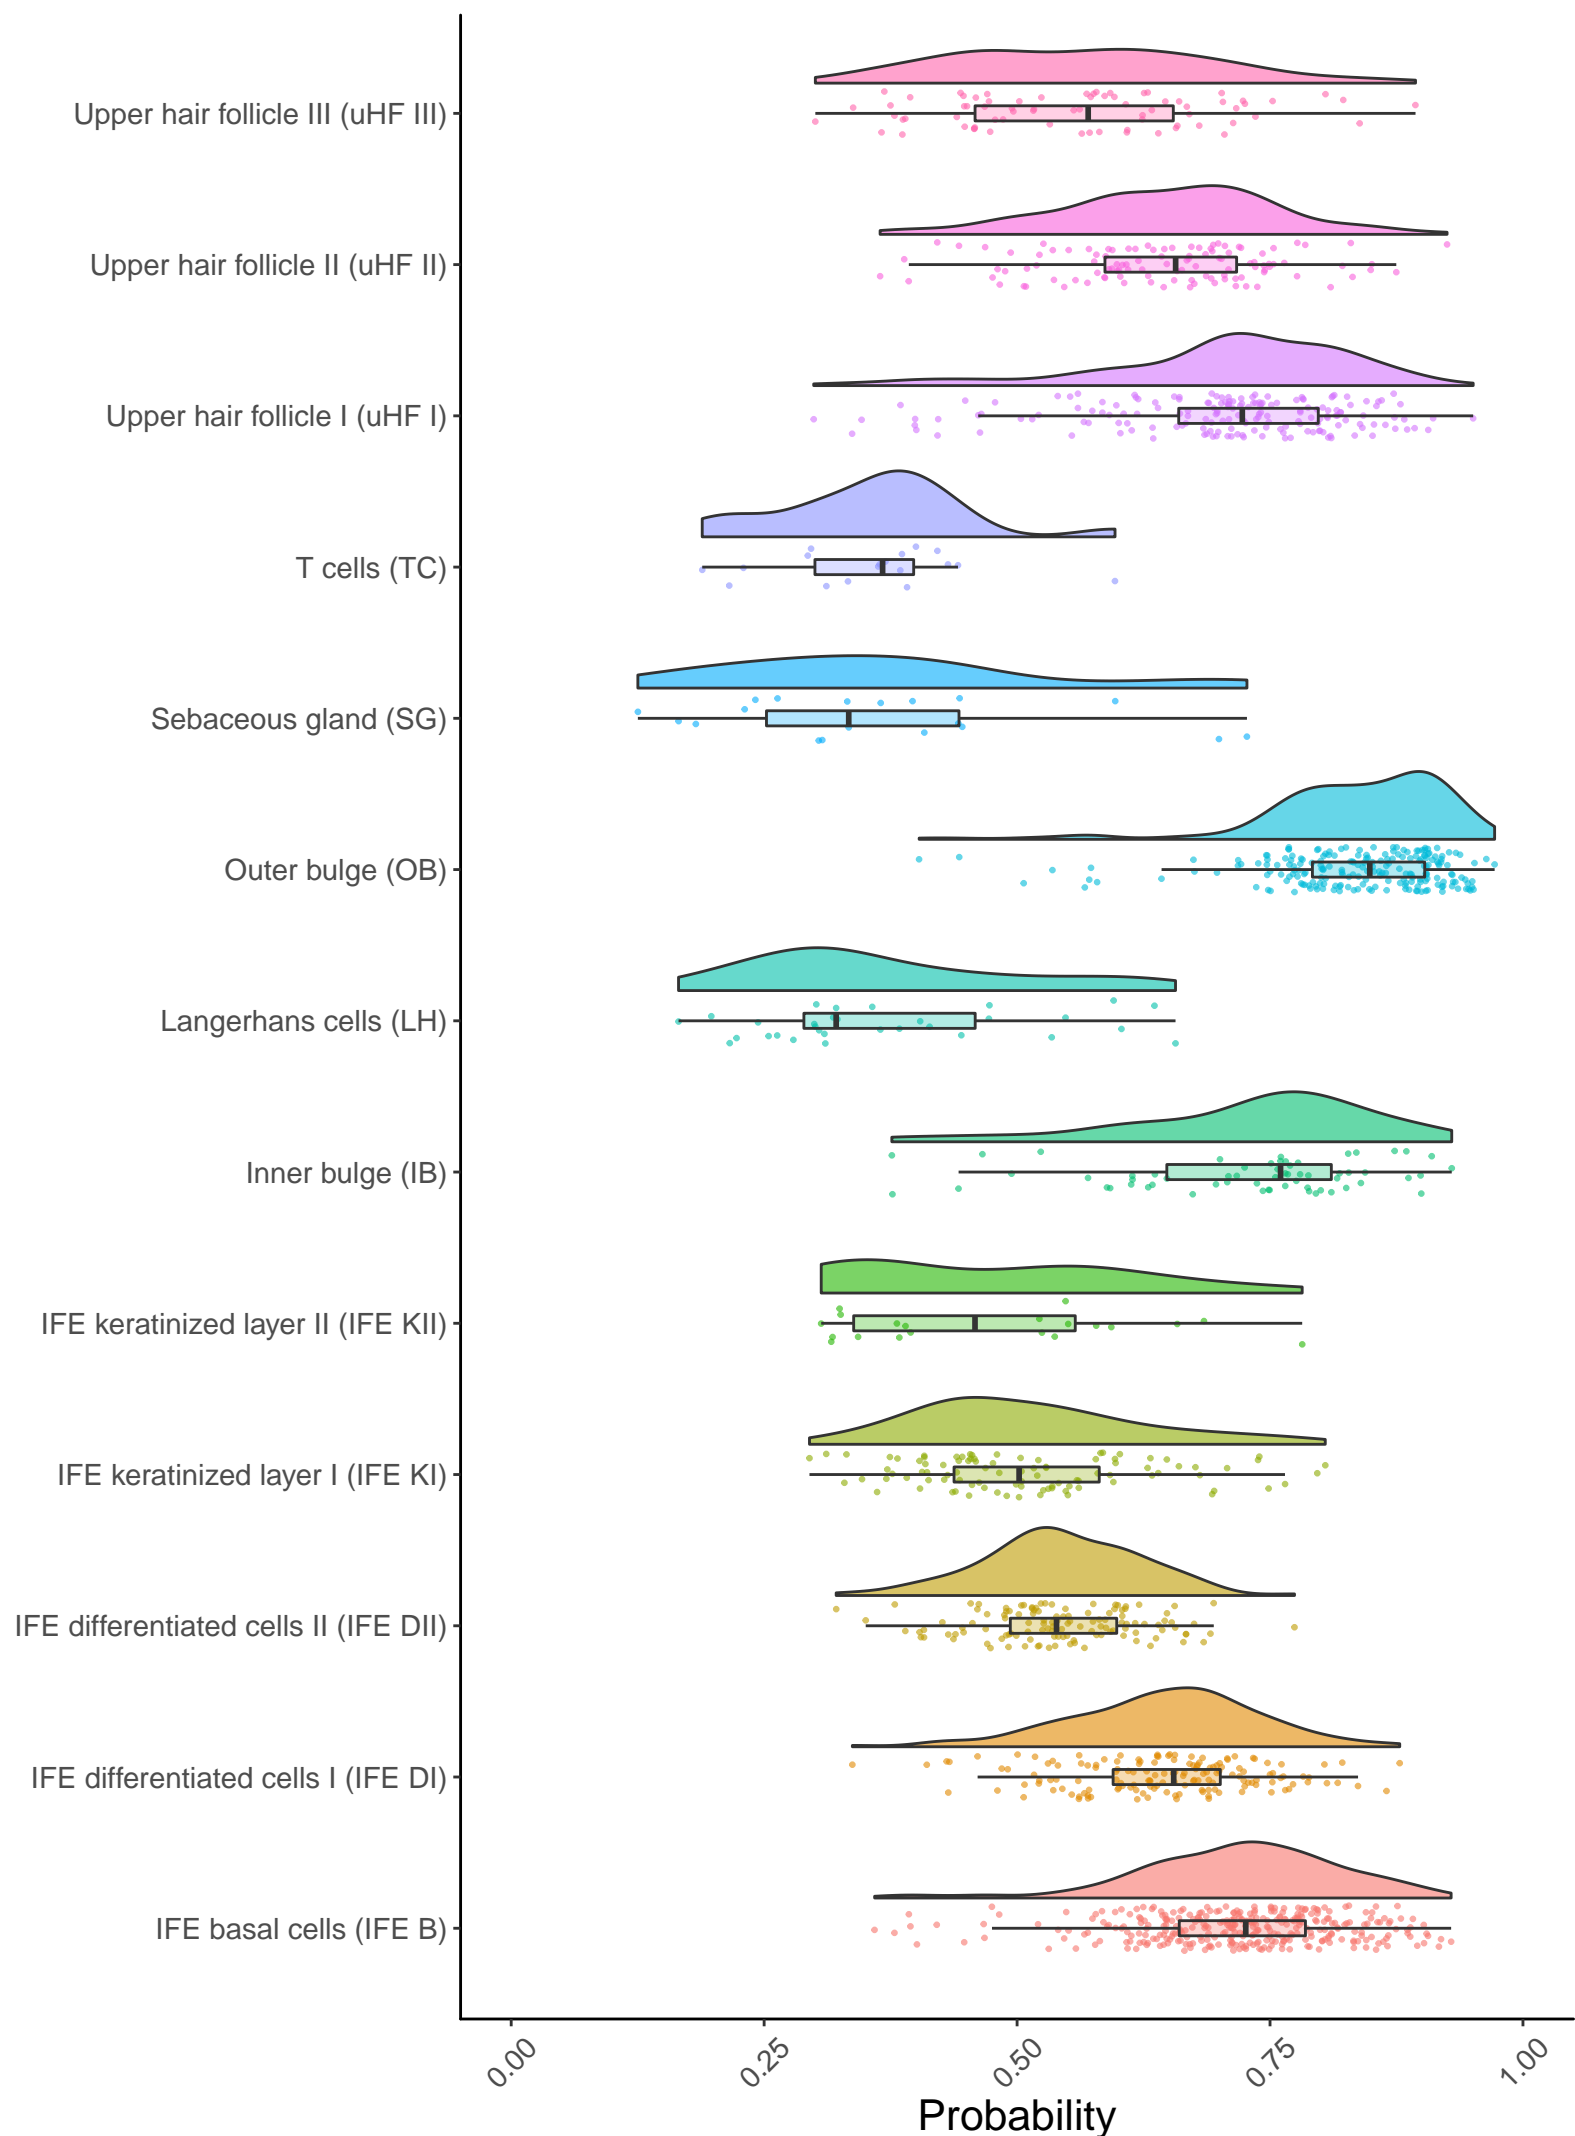 Upper hair follicle III (uHF III)
Upper hair follicle II (uHF II)
Upper hair follicle I (uHF I)
T cells (TC)
Sebaceous gland (SG)
Outer bulge (OB)
Langerhans cells (LH)
Inner bulge (IB)
IFE keratinized layer II (IFE KII)
IFE keratinized layer I (IFE KI)
IFE differentiated cells II (IFE DII)
IFE differentiated cells I (IFE DI)
IFE basal cells (IFE B)
0.00 0.25 0.50 0.75 1.00
Probability